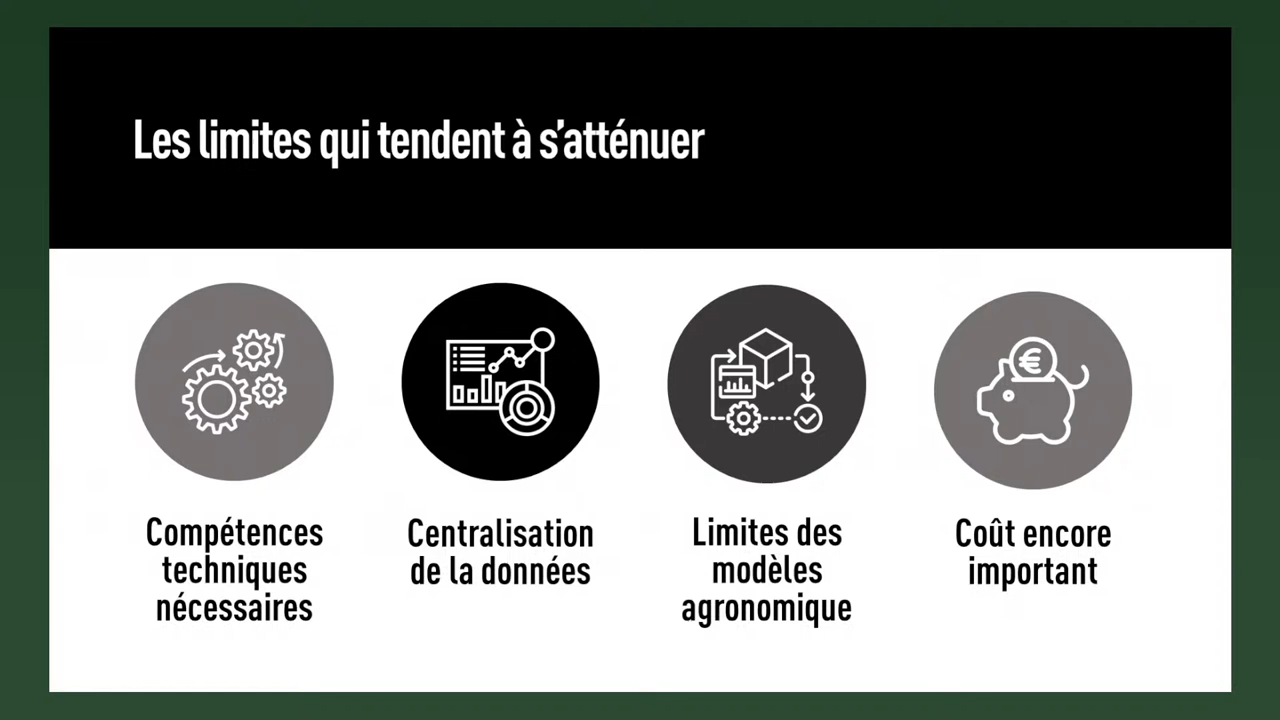 Les limites qui tendent à s’atténuer
Compétences
techniques
nécessaires
Centralisation
de la données
Limites des
modèles
agronomique
€
Coût encore
important